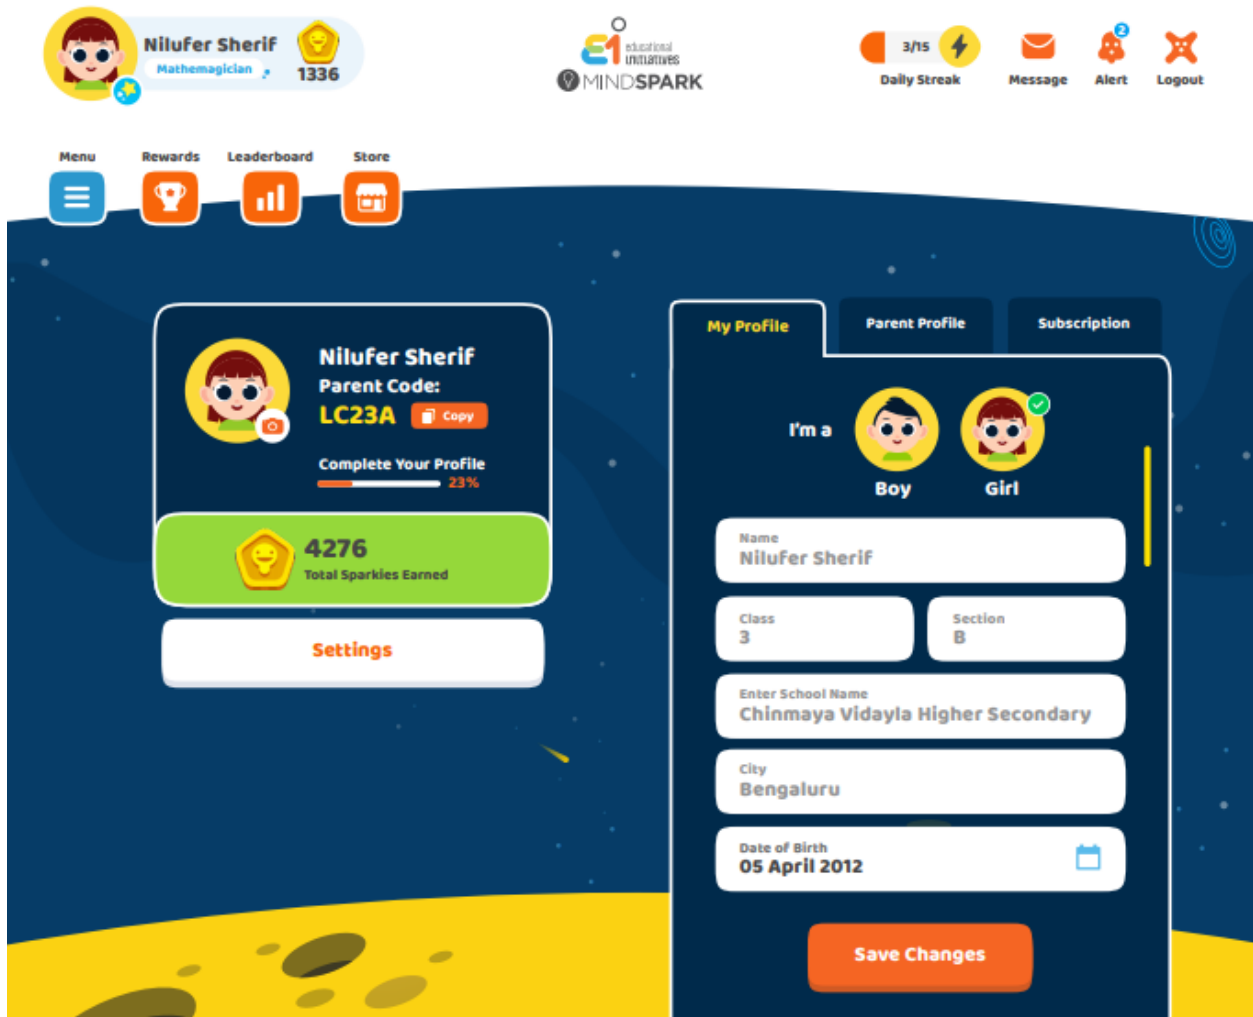 Nilufer Sherif
Mathemagician
1336
educational
initiatives
MINDSPARK
3/15
Daily Streak
Message
2
Alert
Logout
Menu
Rewards
Leaderboard
Store
Nilufer Sherif
Parent Code:
LC23A
Copy
Complete Your Profile
23%
4276
Total Sparkies Earned
Settings
My Profile
Parent Profile
Subscription
I'm a
Boy
Girl
Name
Nilufer Sherif
Class
3
Section
B
Enter School Name
Chinmaya Vidayla Higher Secondary
City
Bengaluru
Date of Birth
05 April 2012
Save Changes